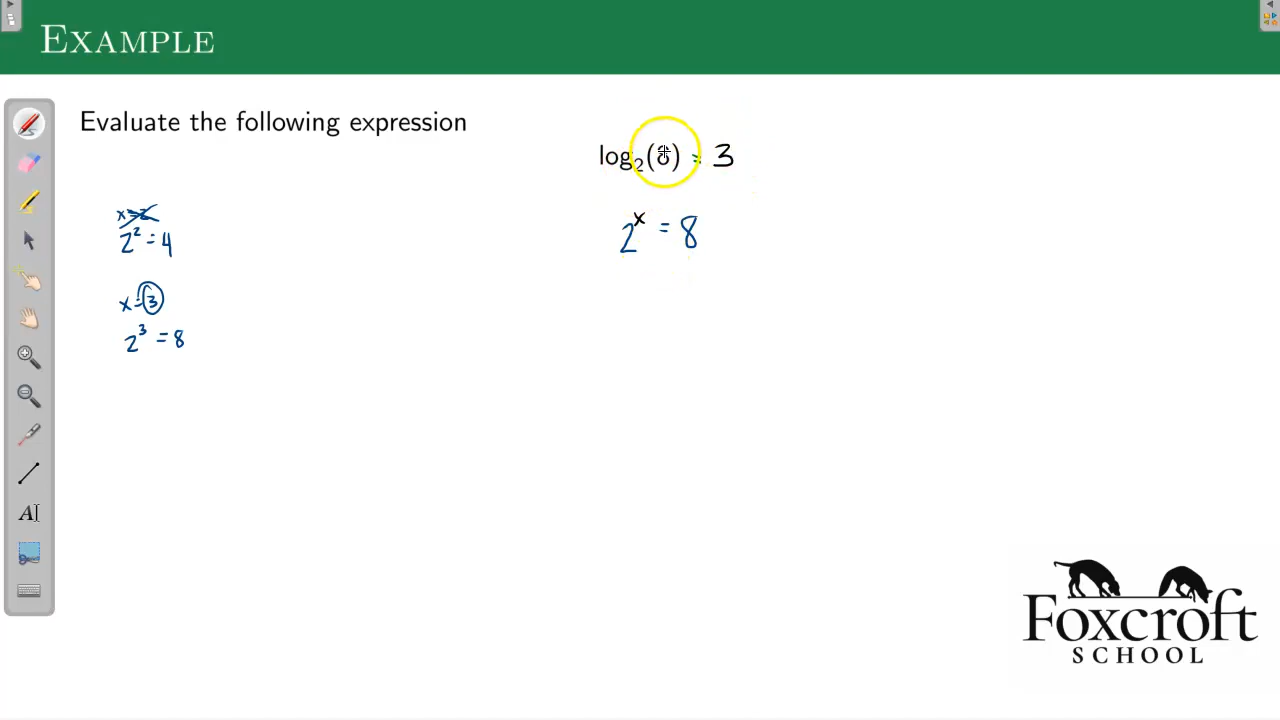 EXAMPLE
Evaluate the following expression
log₂(8) = 3
2ˣ = 8
x=2
2² = 4
x=3
2³ = 8
A
Foxcroft
SCHOOL